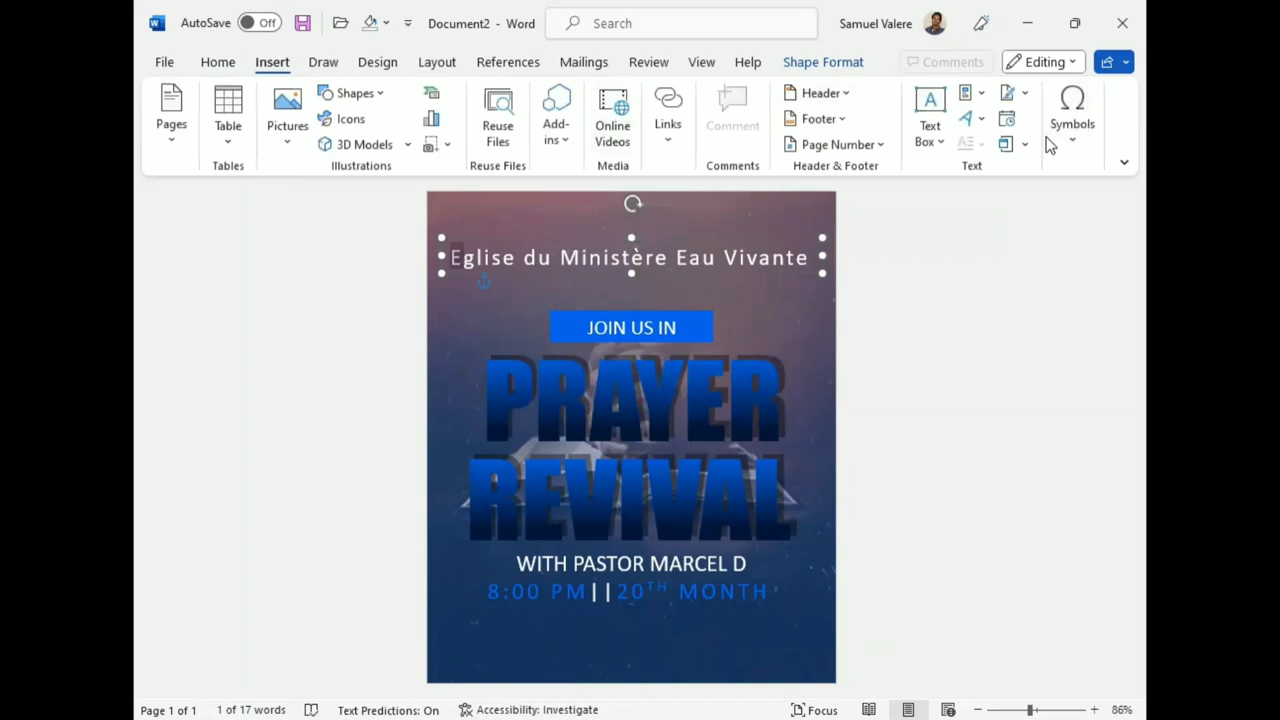 AutoSave Off Document2 - Word Search Samuel Valere
File Home Insert Draw Design Layout References Mailings Review View Help Shape Format Comments Editing
Pages Table Pictures Shapes Icons 3D Models Reuse Files Add-ins Online Videos Links Comment Header Footer Page Number Text Box Symbols
Tables Illustrations Reuse Files Media Comments Header & Footer Text
Eglise du Ministère Eau Vivante
JOIN US IN
PRAYER
REVIVAL
WITH PASTOR MARCEL D
8:00 PM||20TH MONTH
Page 1 of 1 1 of 17 words Text Predictions: On Accessibility: Investigate Focus 86%